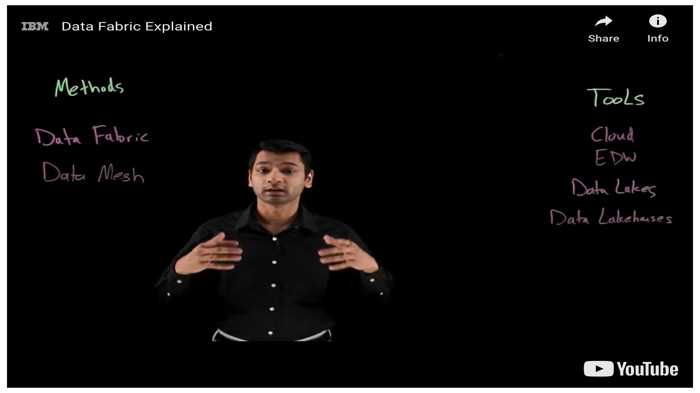 IBM Data Fabric Explained
Share
Info
Methods
Data Fabric
Data Mesh
TOOLS
Cloud
EDW
Data Lakes
Data Lakehouses
YouTube